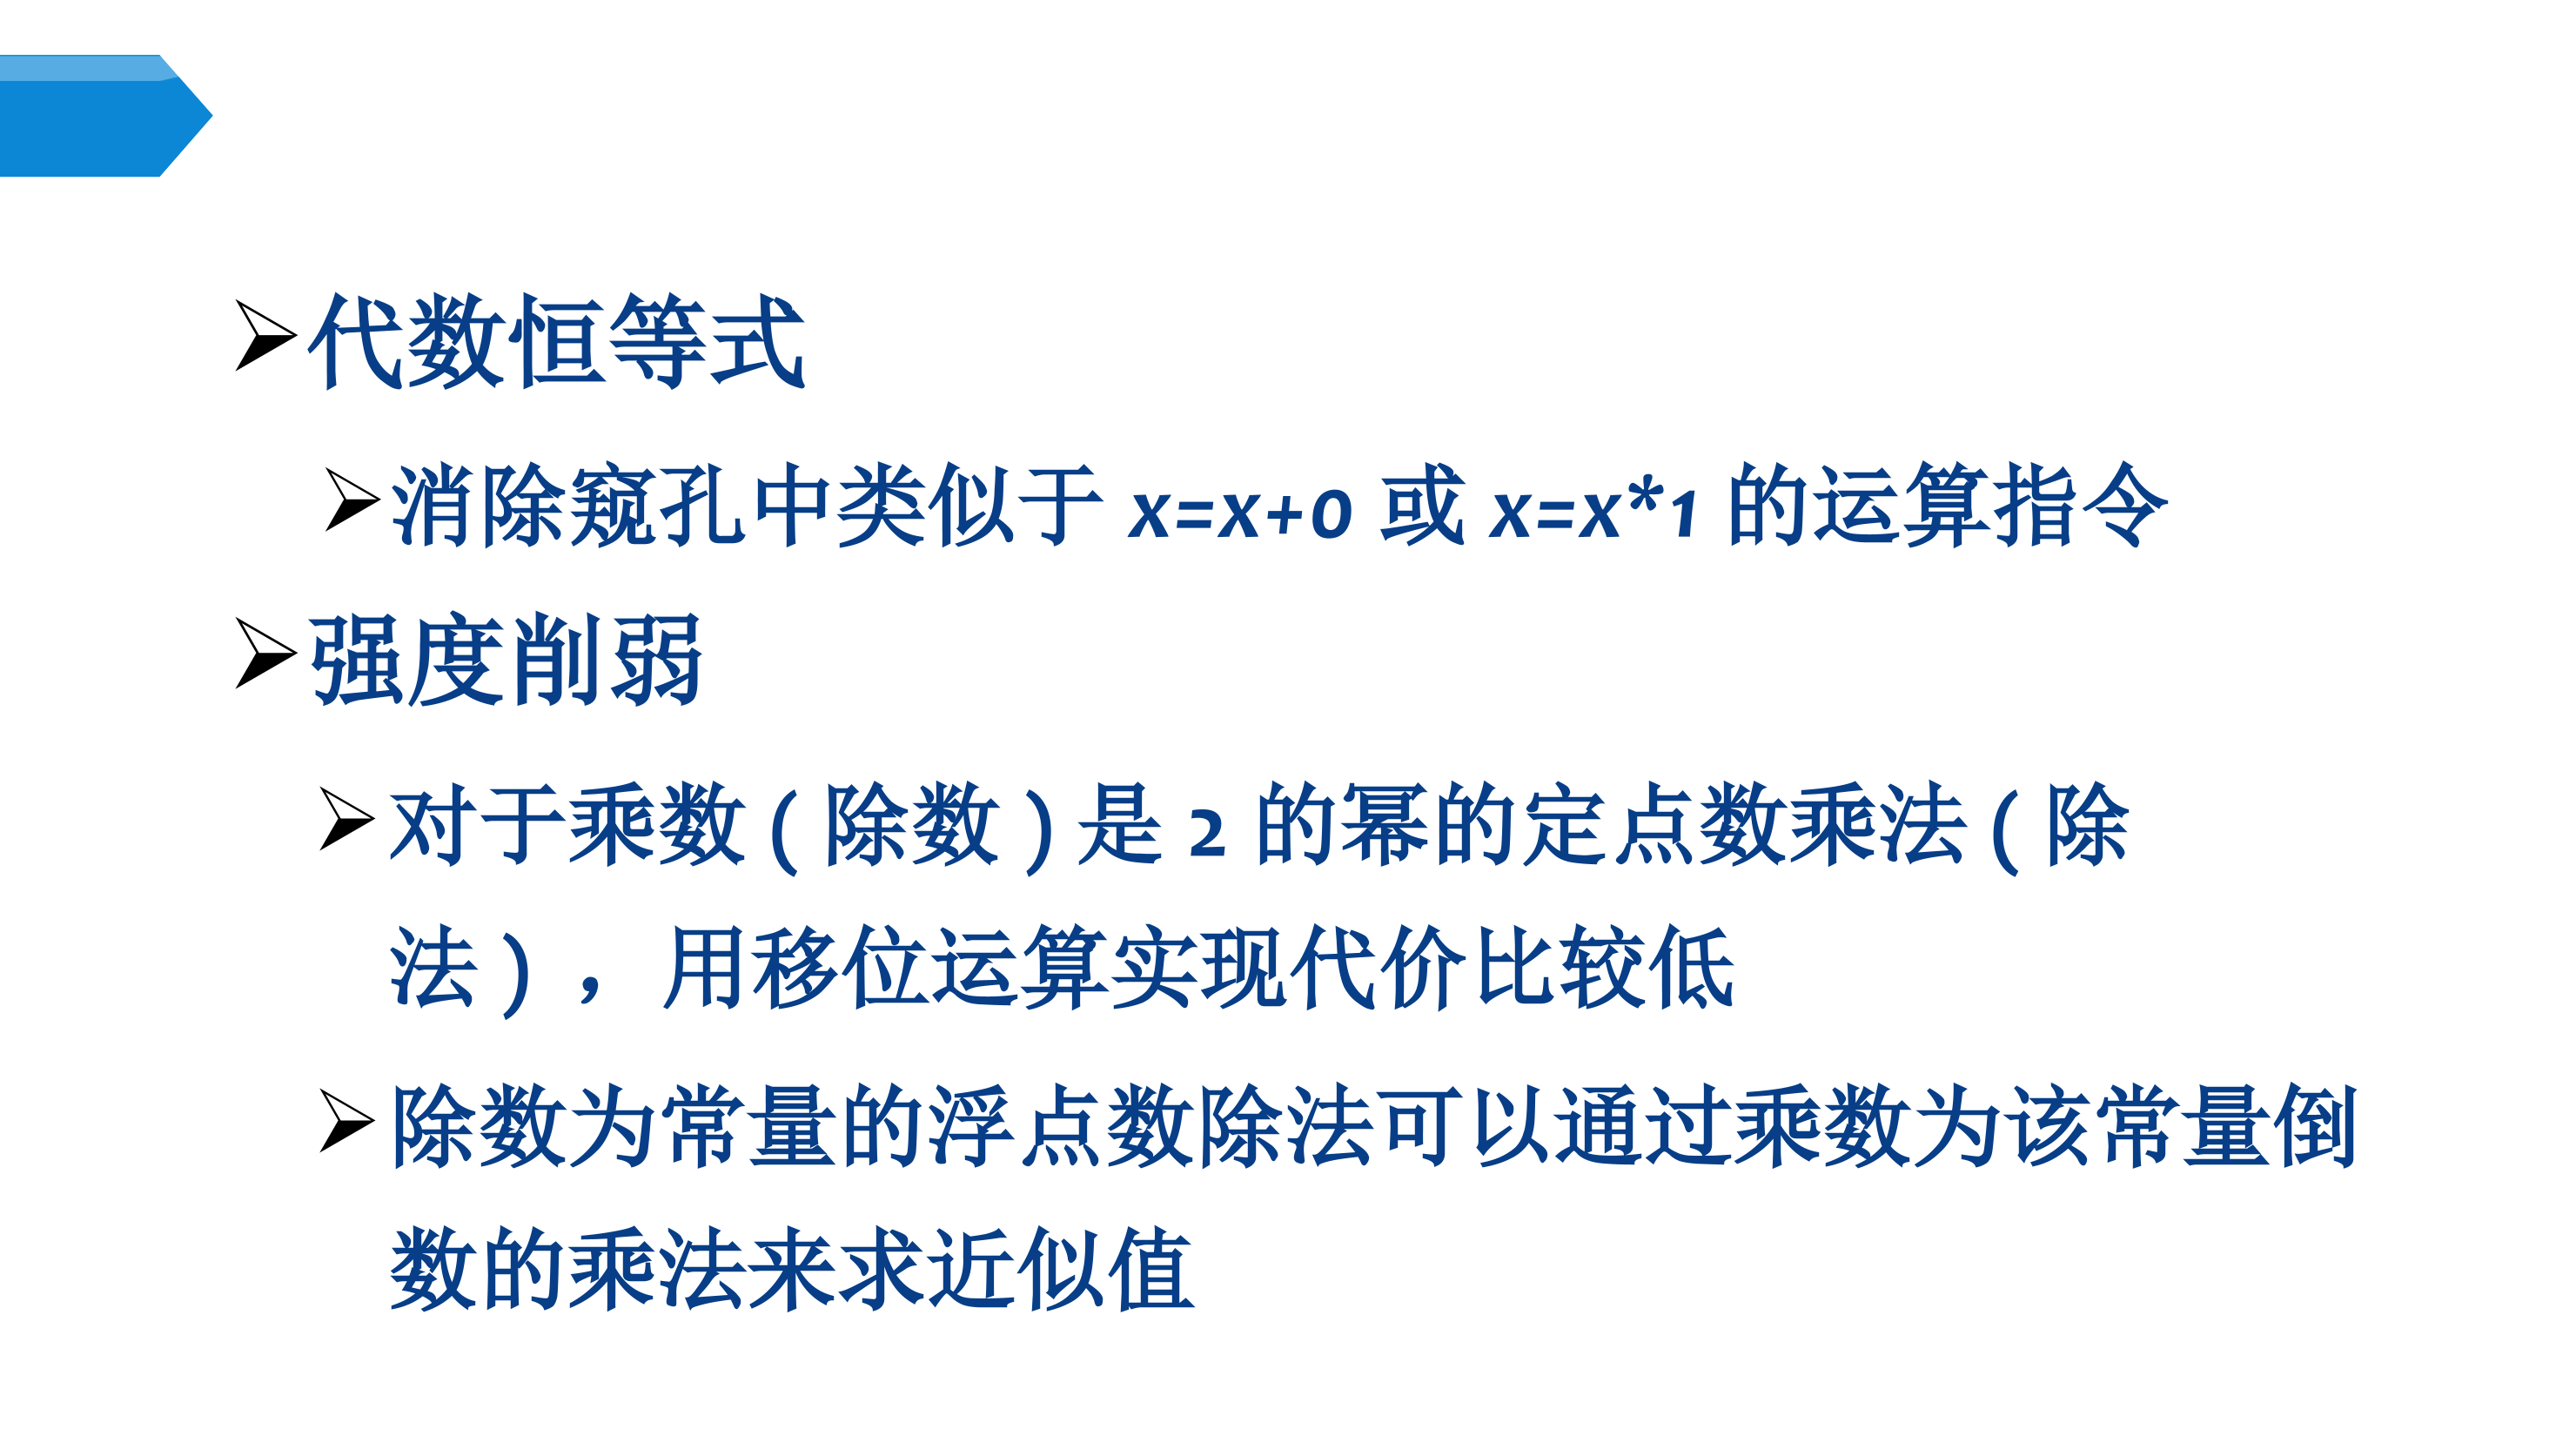 代数恒等式
消除窥孔中类似于 x=x+0 或 x=x*1 的运算指令
强度削弱
对于乘数(除数)是 2 的幂的定点数乘法(除
法)，用移位运算实现代价比较低
除数为常量的浮点数除法可以通过乘数为该常量倒
数的乘法来求近似值